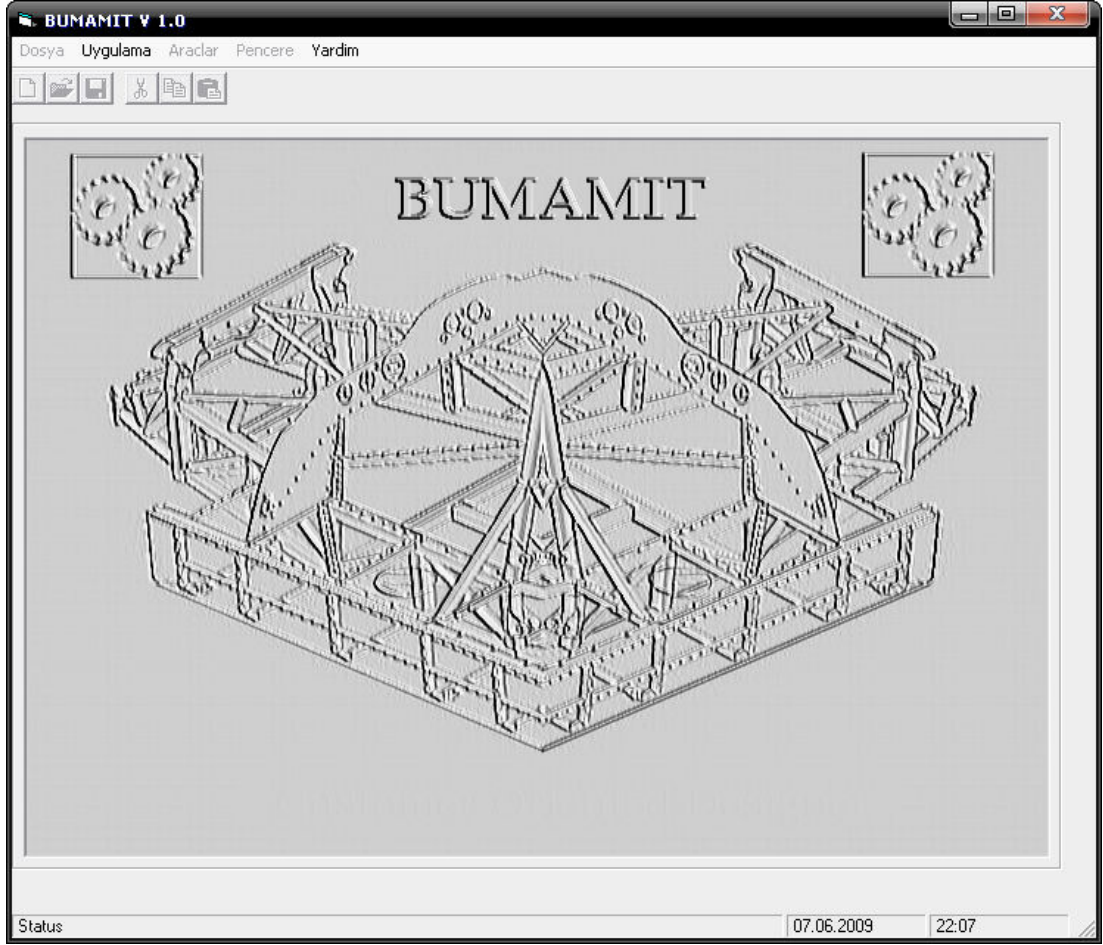 BUMAMIT V 1.0
Dosya Uygulama Araclar Pencere Yardim
BUMAMIT
Status 07.06.2009 22:07